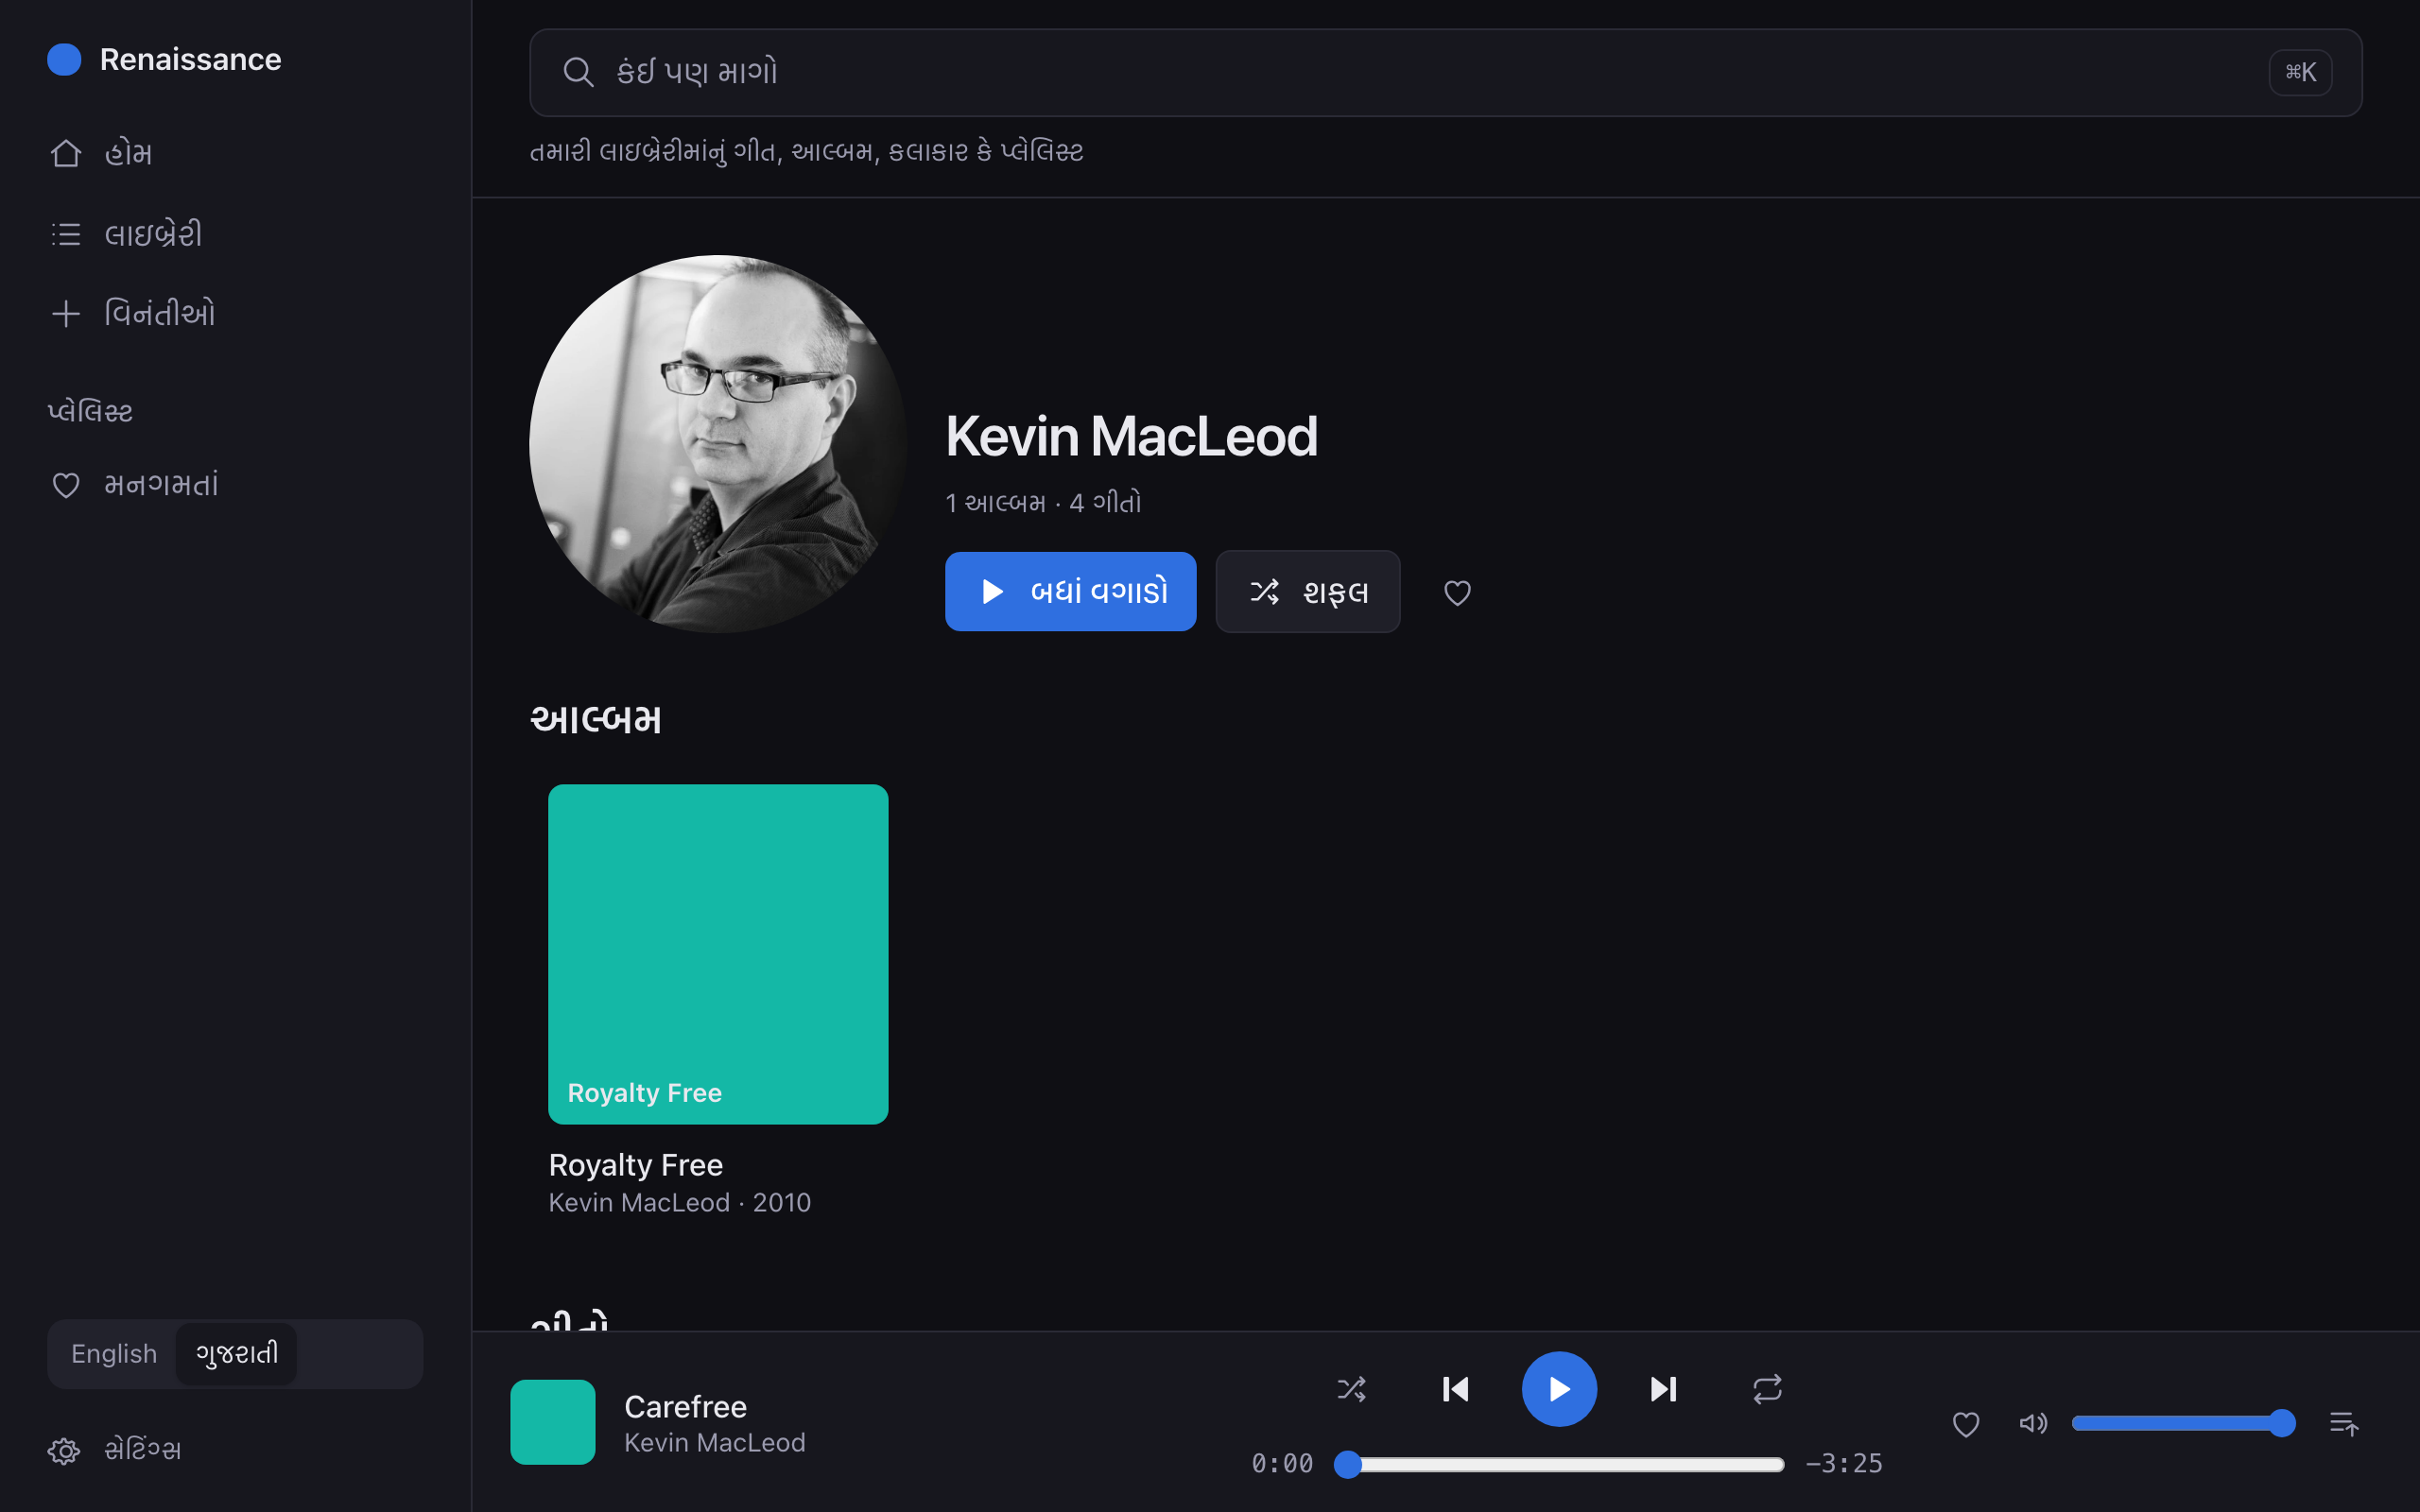 Renaissance
હોમ
લાઇબ્રેરી
વિનંતીઓ
પ્લેલિસ્ટ
મનગમતાં
English ગુજરાતી
સેટિંગ્સ
કંઈ પણ માગો
⌘K
તમારી લાઇબ્રેરીમાંનું ગીત, આલ્બમ, કલાકાર કે પ્લેલિસ્ટ
Kevin MacLeod
1 આલ્બમ · 4 ગીતો
બધાં વગાડો
શફલ
આલ્બમ
Royalty Free
Royalty Free
Kevin MacLeod · 2010
ગીતો
Carefree
Kevin MacLeod
0:00
−3:25